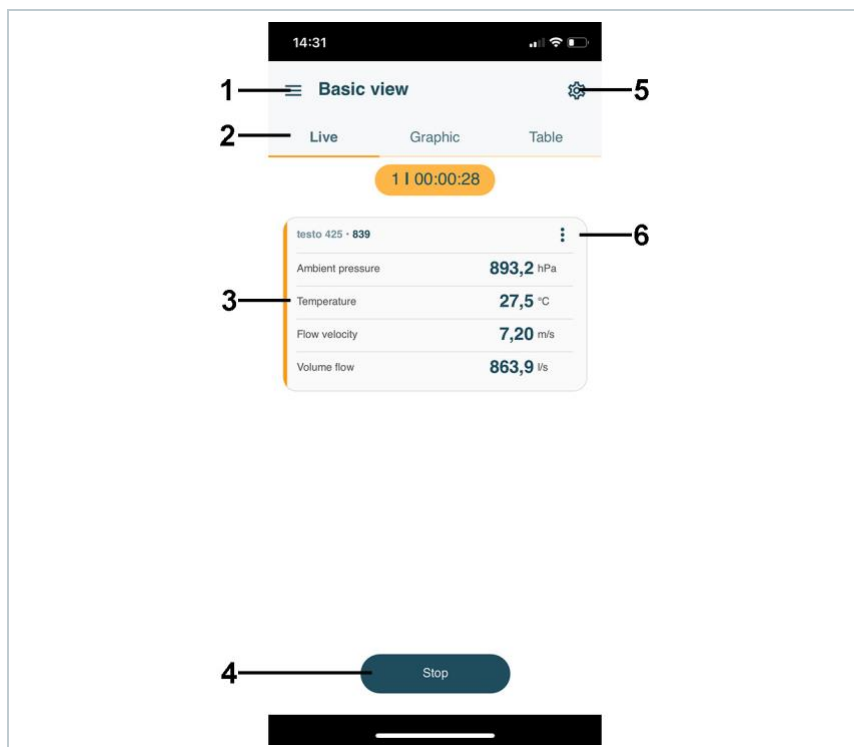 14:31
1 Basic view 5
2 Live Graphic Table
1 I 00:00:28
testo 425 · 839 6
Ambient pressure 893,2 hPa
3 Temperature 27,5 °C
Flow velocity 7,20 m/s
Volume flow 863,9 l/s
4 Stop